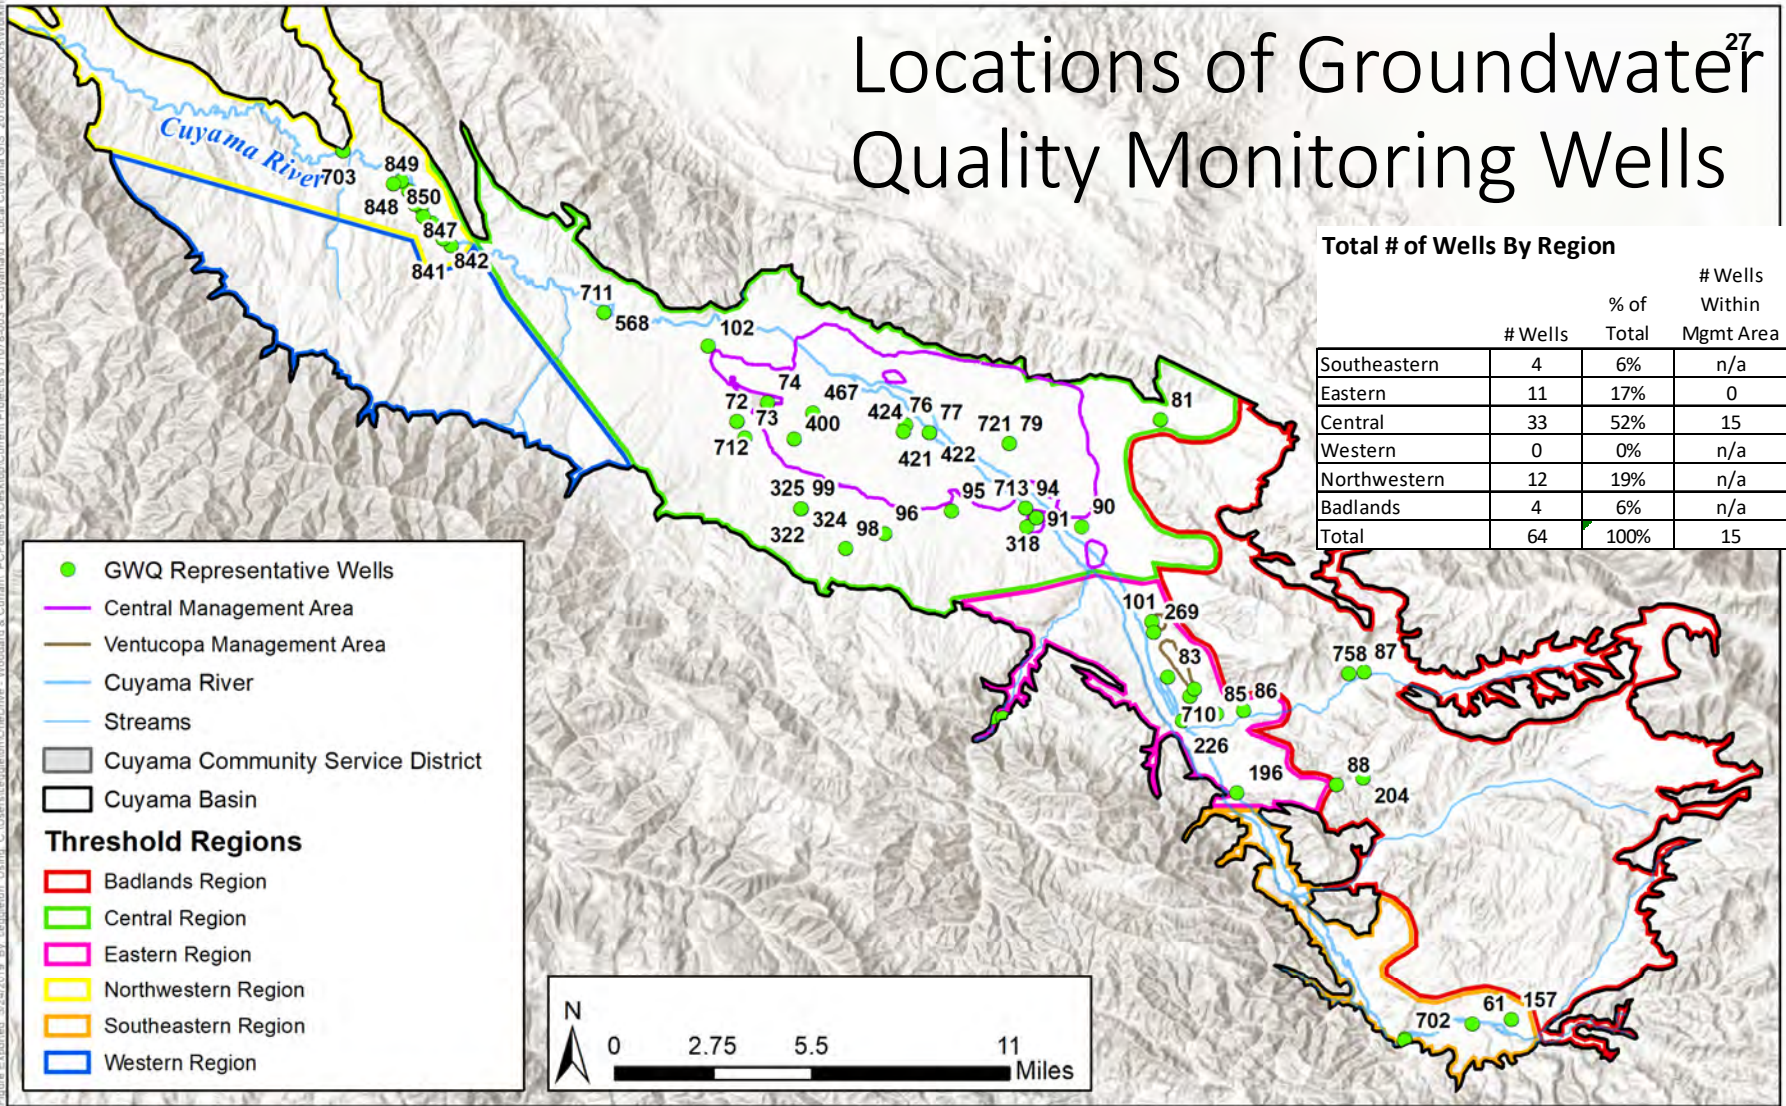 27
Locations of Groundwater
Quality Monitoring Wells
Total # of Wells By Region
# Wells % of Total # Wells Within Mgmt Area
Southeastern 4 6% n/a
Eastern 11 17% 0
Central 33 52% 15
Western 0 0% n/a
Northwestern 12 19% n/a
Badlands 4 6% n/a
Total 64 100% 15
Cuyama River
703
849
848
850
847
841
842
711
568
102
74
467
72
73
400
712
424
76
77
421
422
721
79
81
325
99
324
322
98
96
95
713
94
91
318
90
101
269
83
85
86
710
226
196
758
87
88
204
702
61
157
GWQ Representative Wells
Central Management Area
Ventucopa Management Area
Cuyama River
Streams
Cuyama Community Service District
Cuyama Basin
Threshold Regions
Badlands Region
Central Region
Eastern Region
Northwestern Region
Southeastern Region
Western Region
N
0 2.75 5.5 11
Miles